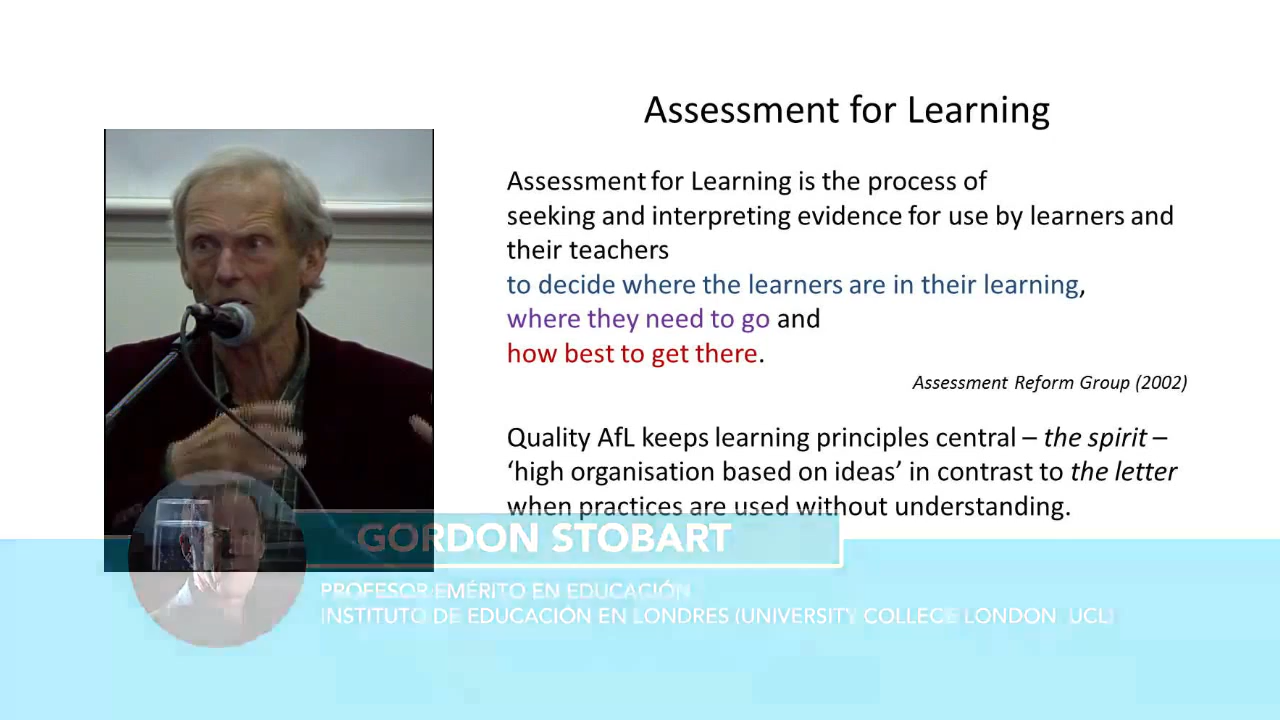 Assessment for Learning
Assessment for Learning is the process of
seeking and interpreting evidence for use by learners and
their teachers
to decide where the learners are in their learning,
where they need to go and
how best to get there.
Assessment Reform Group (2002)
Quality AfL keeps learning principles central – the spirit –
‘high organisation based on ideas’ in contrast to the letter
when practices are used without understanding.
GORDON STOBART
PROFESOR EMÉRITO EN EDUCACIÓN
INSTITUTO DE EDUCACIÓN EN LONDRES (UNIVERSITY COLLEGE LONDON UCL)